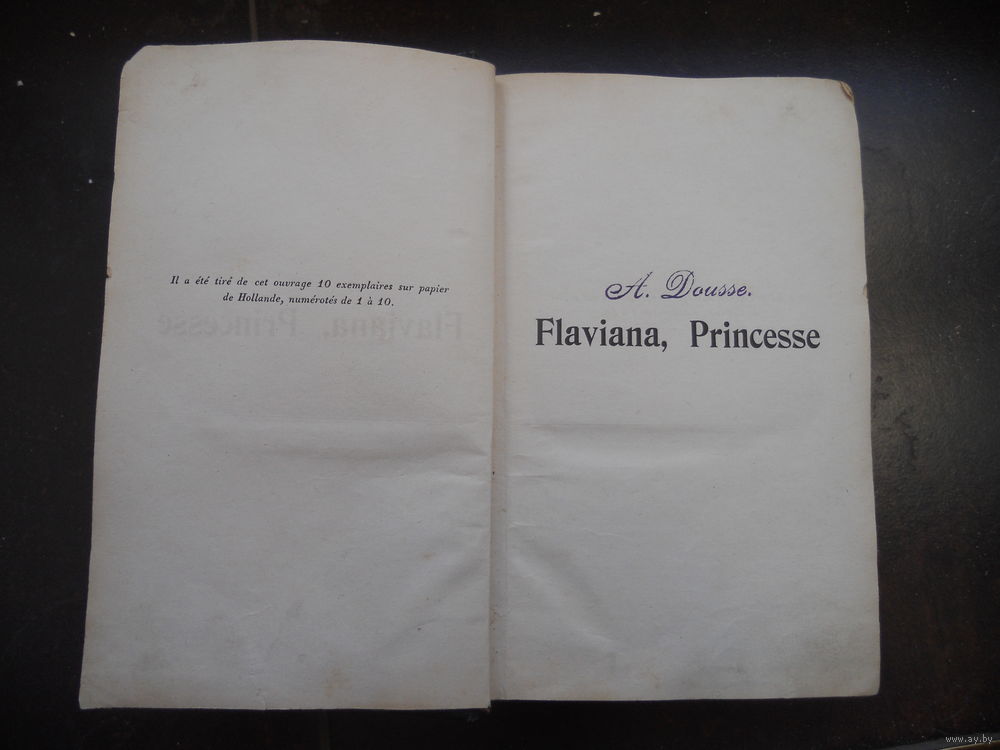 Il a été tiré de cet ouvrage 10 exemplaires sur papier
de Hollande, numérotés de 1 à 10.
A. Dousse.
Flaviana, Princesse
www.ay.by